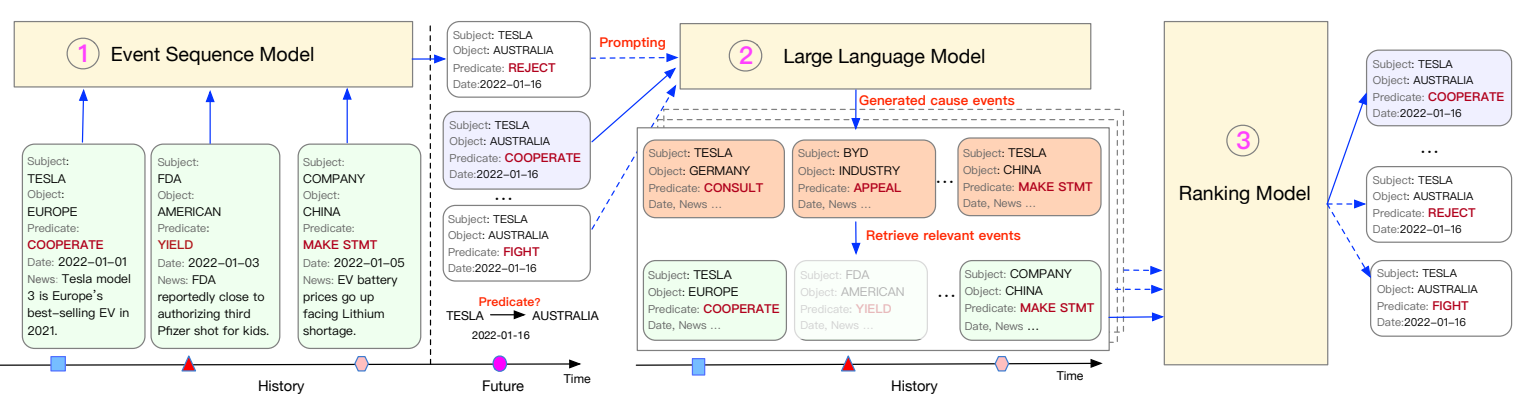 1 Event Sequence Model
Subject:
TESLA
Object:
EUROPE
Predicate:
COOPERATE
Date: 2022-01-01
News: Tesla model
3 is Europe's
best-selling EV in
2021.
Subject:
FDA
Object:
AMERICAN
Predicate:
YIELD
Date: 2022-01-03
News: FDA
reportedly close to
authorizing third
Pfizer shot for kids.
Subject:
COMPANY
Object:
CHINA
Predicate:
MAKE STMT
Date: 2022-01-05
News: EV battery
prices go up
facing Lithium
shortage.
History
Subject: TESLA
Object: AUSTRALIA
Predicate: REJECT
Date:2022-01-16
Subject: TESLA
Object: AUSTRALIA
Predicate: COOPERATE
Date:2022-01-16
...
Subject: TESLA
Object: AUSTRALIA
Predicate: FIGHT
Date:2022-01-16
Predicate?
TESLA AUSTRALIA
2022-01-16
Future
Time
Prompting
2 Large Language Model
Generated cause events
Subject: TESLA
Object: GERMANY
Predicate: CONSULT
Date, News ...
Subject: BYD
Object: INDUSTRY
Predicate: APPEAL
Date, News ...
...
Subject: TESLA
Object: CHINA
Predicate: MAKE STMT
Date, News ...
Retrieve relevant events
Subject: TESLA
Object: EUROPE
Predicate: COOPERATE
Date, News ...
Subject: FDA
Object: AMERICAN
Predicate: YIELD
Date, News ...
...
Subject: COMPANY
Object: CHINA
Predicate: MAKE STMT
Date, News ...
History
Time
3
Ranking Model
Subject: TESLA
Object: AUSTRALIA
Predicate: COOPERATE
Date:2022-01-16
...
Subject: TESLA
Object: AUSTRALIA
Predicate: REJECT
Date:2022-01-16
Subject: TESLA
Object: AUSTRALIA
Predicate: FIGHT
Date:2022-01-16